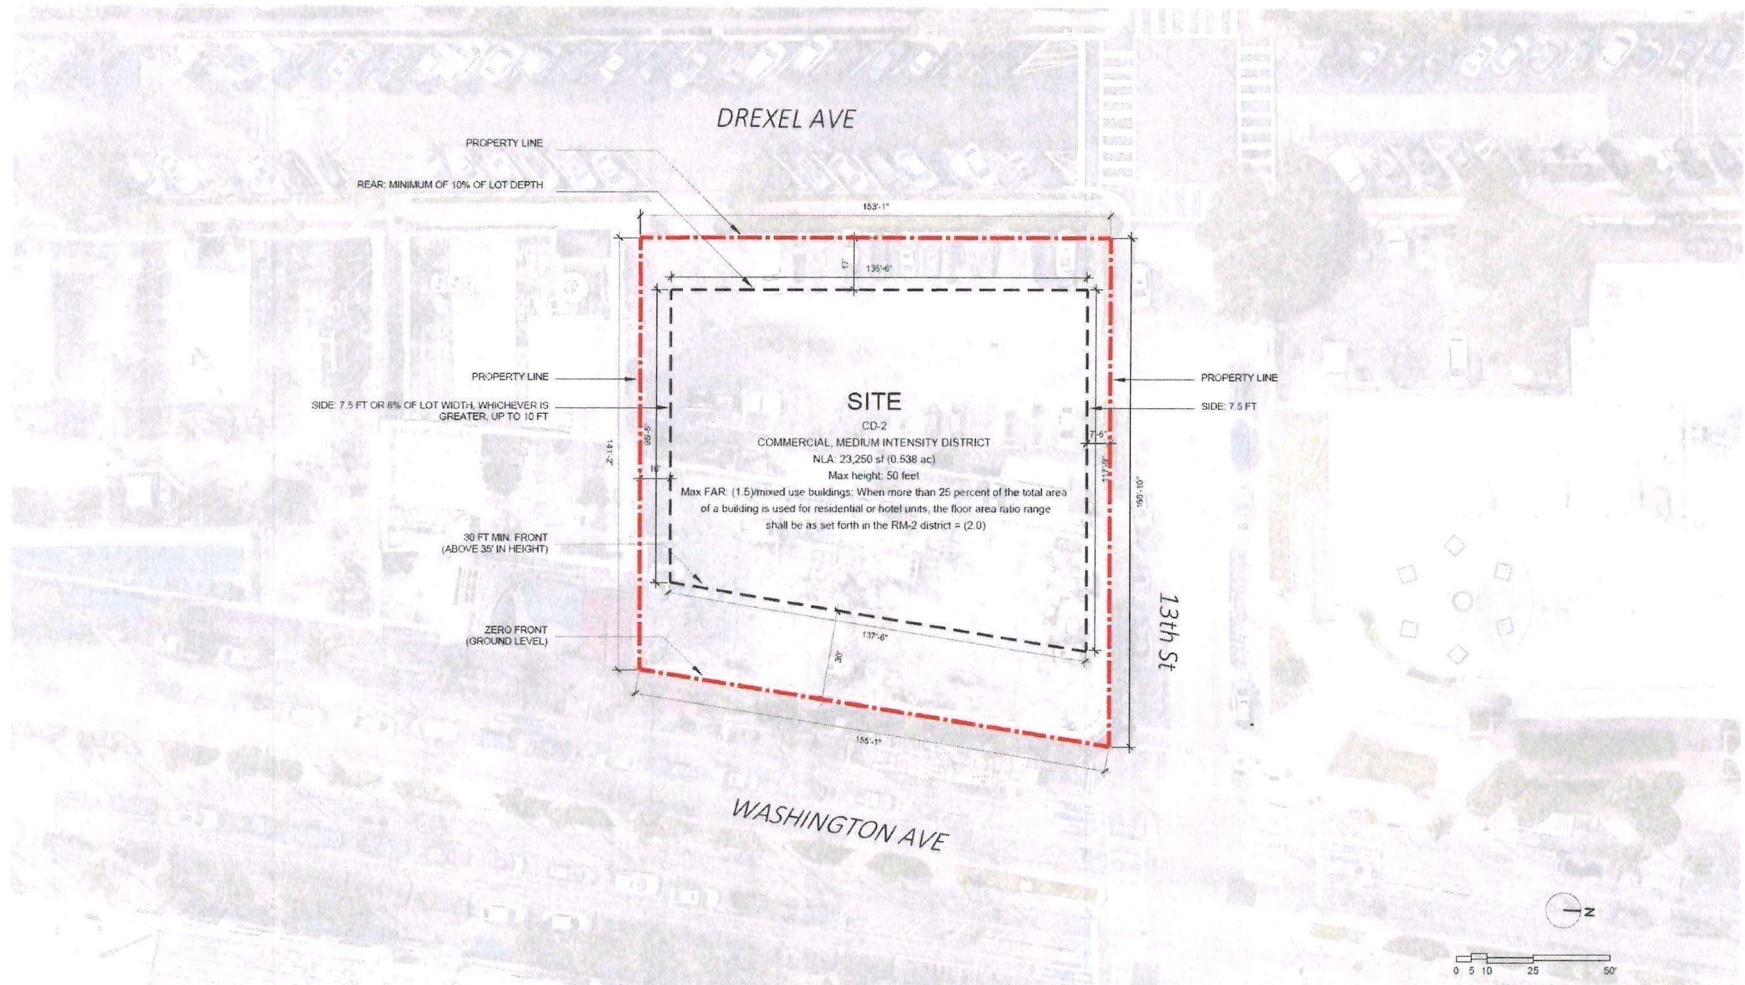 DREXEL AVE
PROPERTY LINE
REAR: MINIMUM OF 10% OF LOT DEPTH
153'-1"
17'
135'-6"
PROPERTY LINE
SIDE: 7.5 FT OR 8% OF LOT WIDTH, WHICHEVER IS
GREATER, UP TO 10 FT
95'-5"
10'
SITE
CD-2
COMMERCIAL, MEDIUM INTENSITY DISTRICT
NLA: 23,250 sf (0.538 ac)
Max height: 50 feet
Max FAR: (1.5)/mixed use buildings: When more than 25 percent of the total area
of a building is used for residential or hotel units, the floor area ratio range
shall be as set forth in the RM-2 district = (2.0)
PROPERTY LINE
SIDE: 7.5 FT
7'-6"
117'-9"
30 FT MIN. FRONT
(ABOVE 35' IN HEIGHT)
ZERO FRONT
(GROUND LEVEL)
137'-6"
30'
155'-1"
13th St
WASHINGTON AVE
N
0 5 10 25 50'